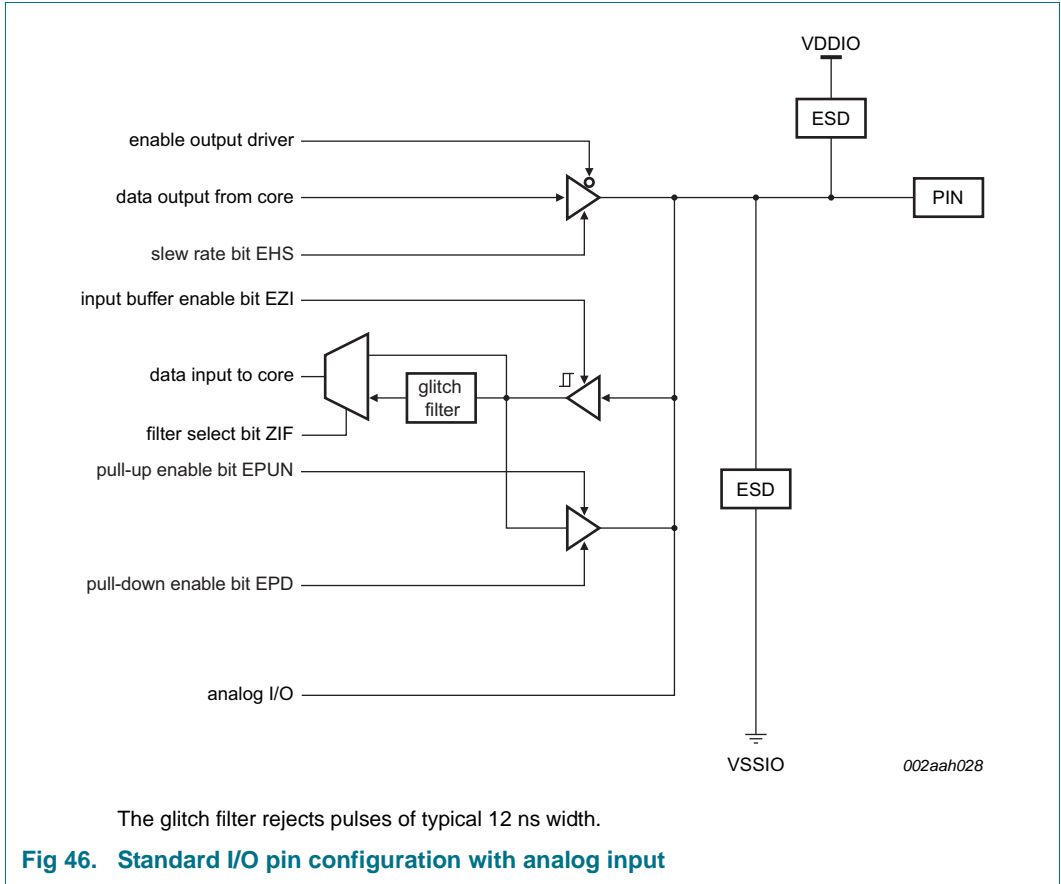 VDDIO
ESD
enable output driver
data output from core
PIN
slew rate bit EHS
input buffer enable bit EZI
data input to core
glitch
filter
filter select bit ZIF
pull-up enable bit EPUN
ESD
pull-down enable bit EPD
analog I/O
VSSIO
002aah028
The glitch filter rejects pulses of typical 12 ns width.
Fig 46. Standard I/O pin configuration with analog input